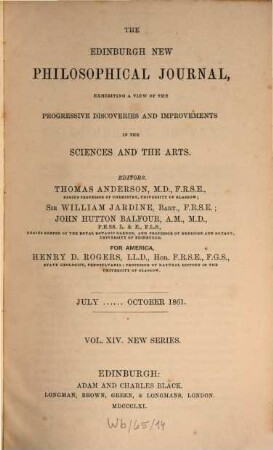 THE
EDINBURGH NEW
PHILOSOPHICAL JOURNAL,
EXHIBITING A VIEW OF THE
PROGRESSIVE DISCOVERIES AND IMPROVEMENTS
IN THE
SCIENCES AND THE ARTS.
EDITORS.
THOMAS ANDERSON, M.D., F.R.S.E.,
REGIUS PROFESSOR OF CHEMISTRY, UNIVERSITY OF GLASGOW;
SIR WILLIAM JARDINE, BART., F.R.S.E.;
JOHN HUTTON BALFOUR, A.M., M.D.,
F.R.SS. L. & E., F.L.S.,
REGIUS KEEPER OF THE ROYAL BOTANIC GARDEN, AND PROFESSOR OF MEDICINE AND BOTANY,
UNIVERSITY OF EDINBURGH.
FOR AMERICA,
HENRY D. ROGERS, LL.D., HON. F.R.S.E., F.G.S.,
STATE GEOLOGIST, PENNSYLVANIA; PROFESSOR OF NATURAL HISTORY IN THE
UNIVERSITY OF GLASGOW.
JULY ...... OCTOBER 1861.
VOL. XIV. NEW SERIES.
EDINBURGH:
ADAM AND CHARLES BLACK.
LONGMAN, BROWN, GREEN, & LONGMANS, LONDON.
MDCCCLXI.
Wb/65/14